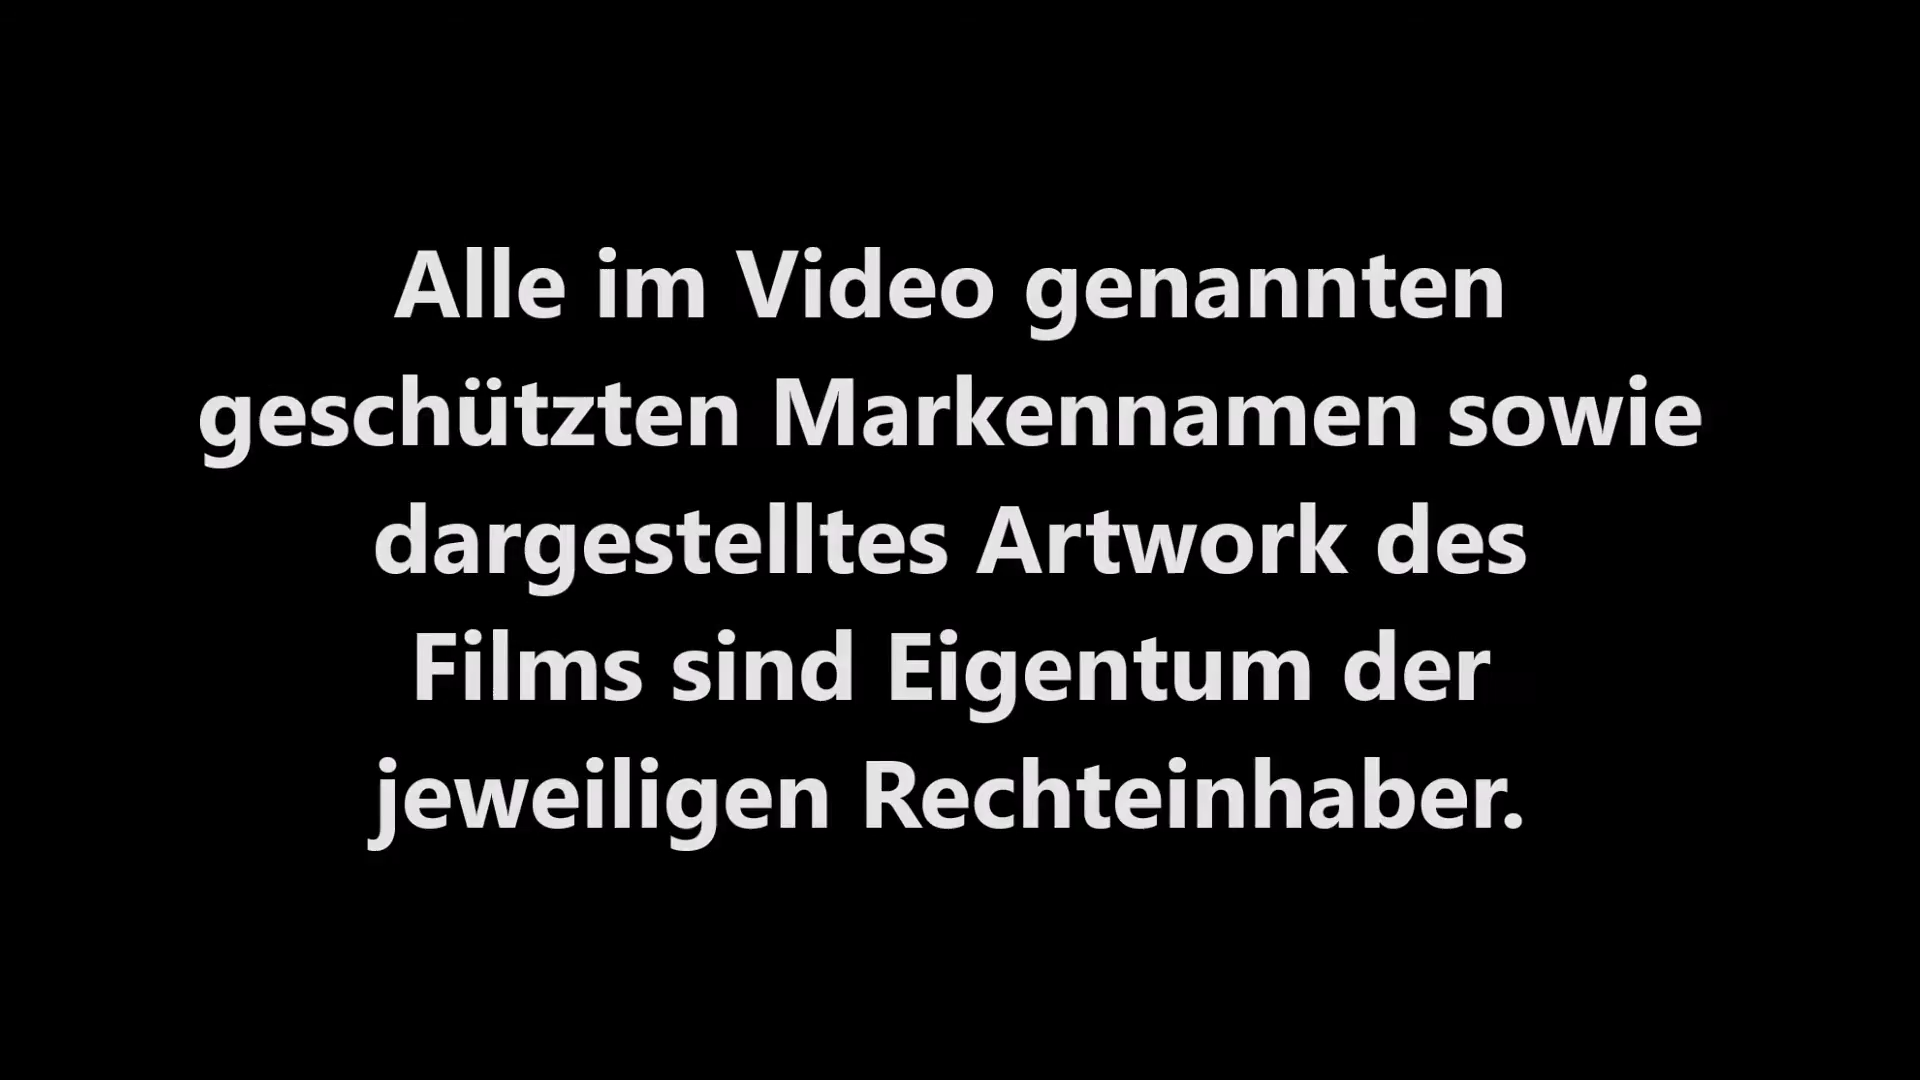 Alle im Video genannten
geschützten Markennamen sowie
dargestelltes Artwork des
Films sind Eigentum der
jeweiligen Rechteinhaber.